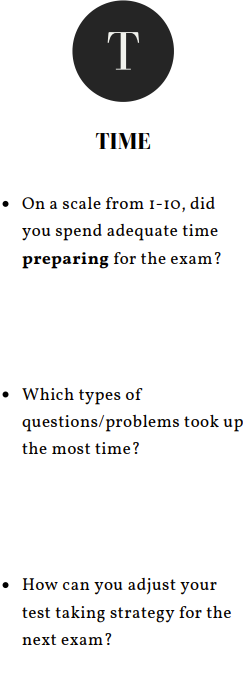 T
TIME
• On a scale from 1-10, did
you spend adequate time
preparing for the exam?
• Which types of
questions/problems took up
the most time?
• How can you adjust your
test taking strategy for the
next exam?